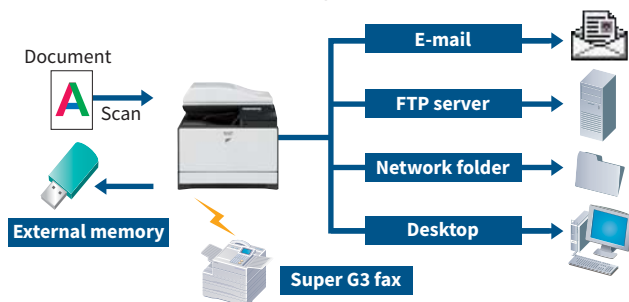 Document
A
Scan
External memory
Super G3 fax
E-mail
FTP server
Network folder
Desktop